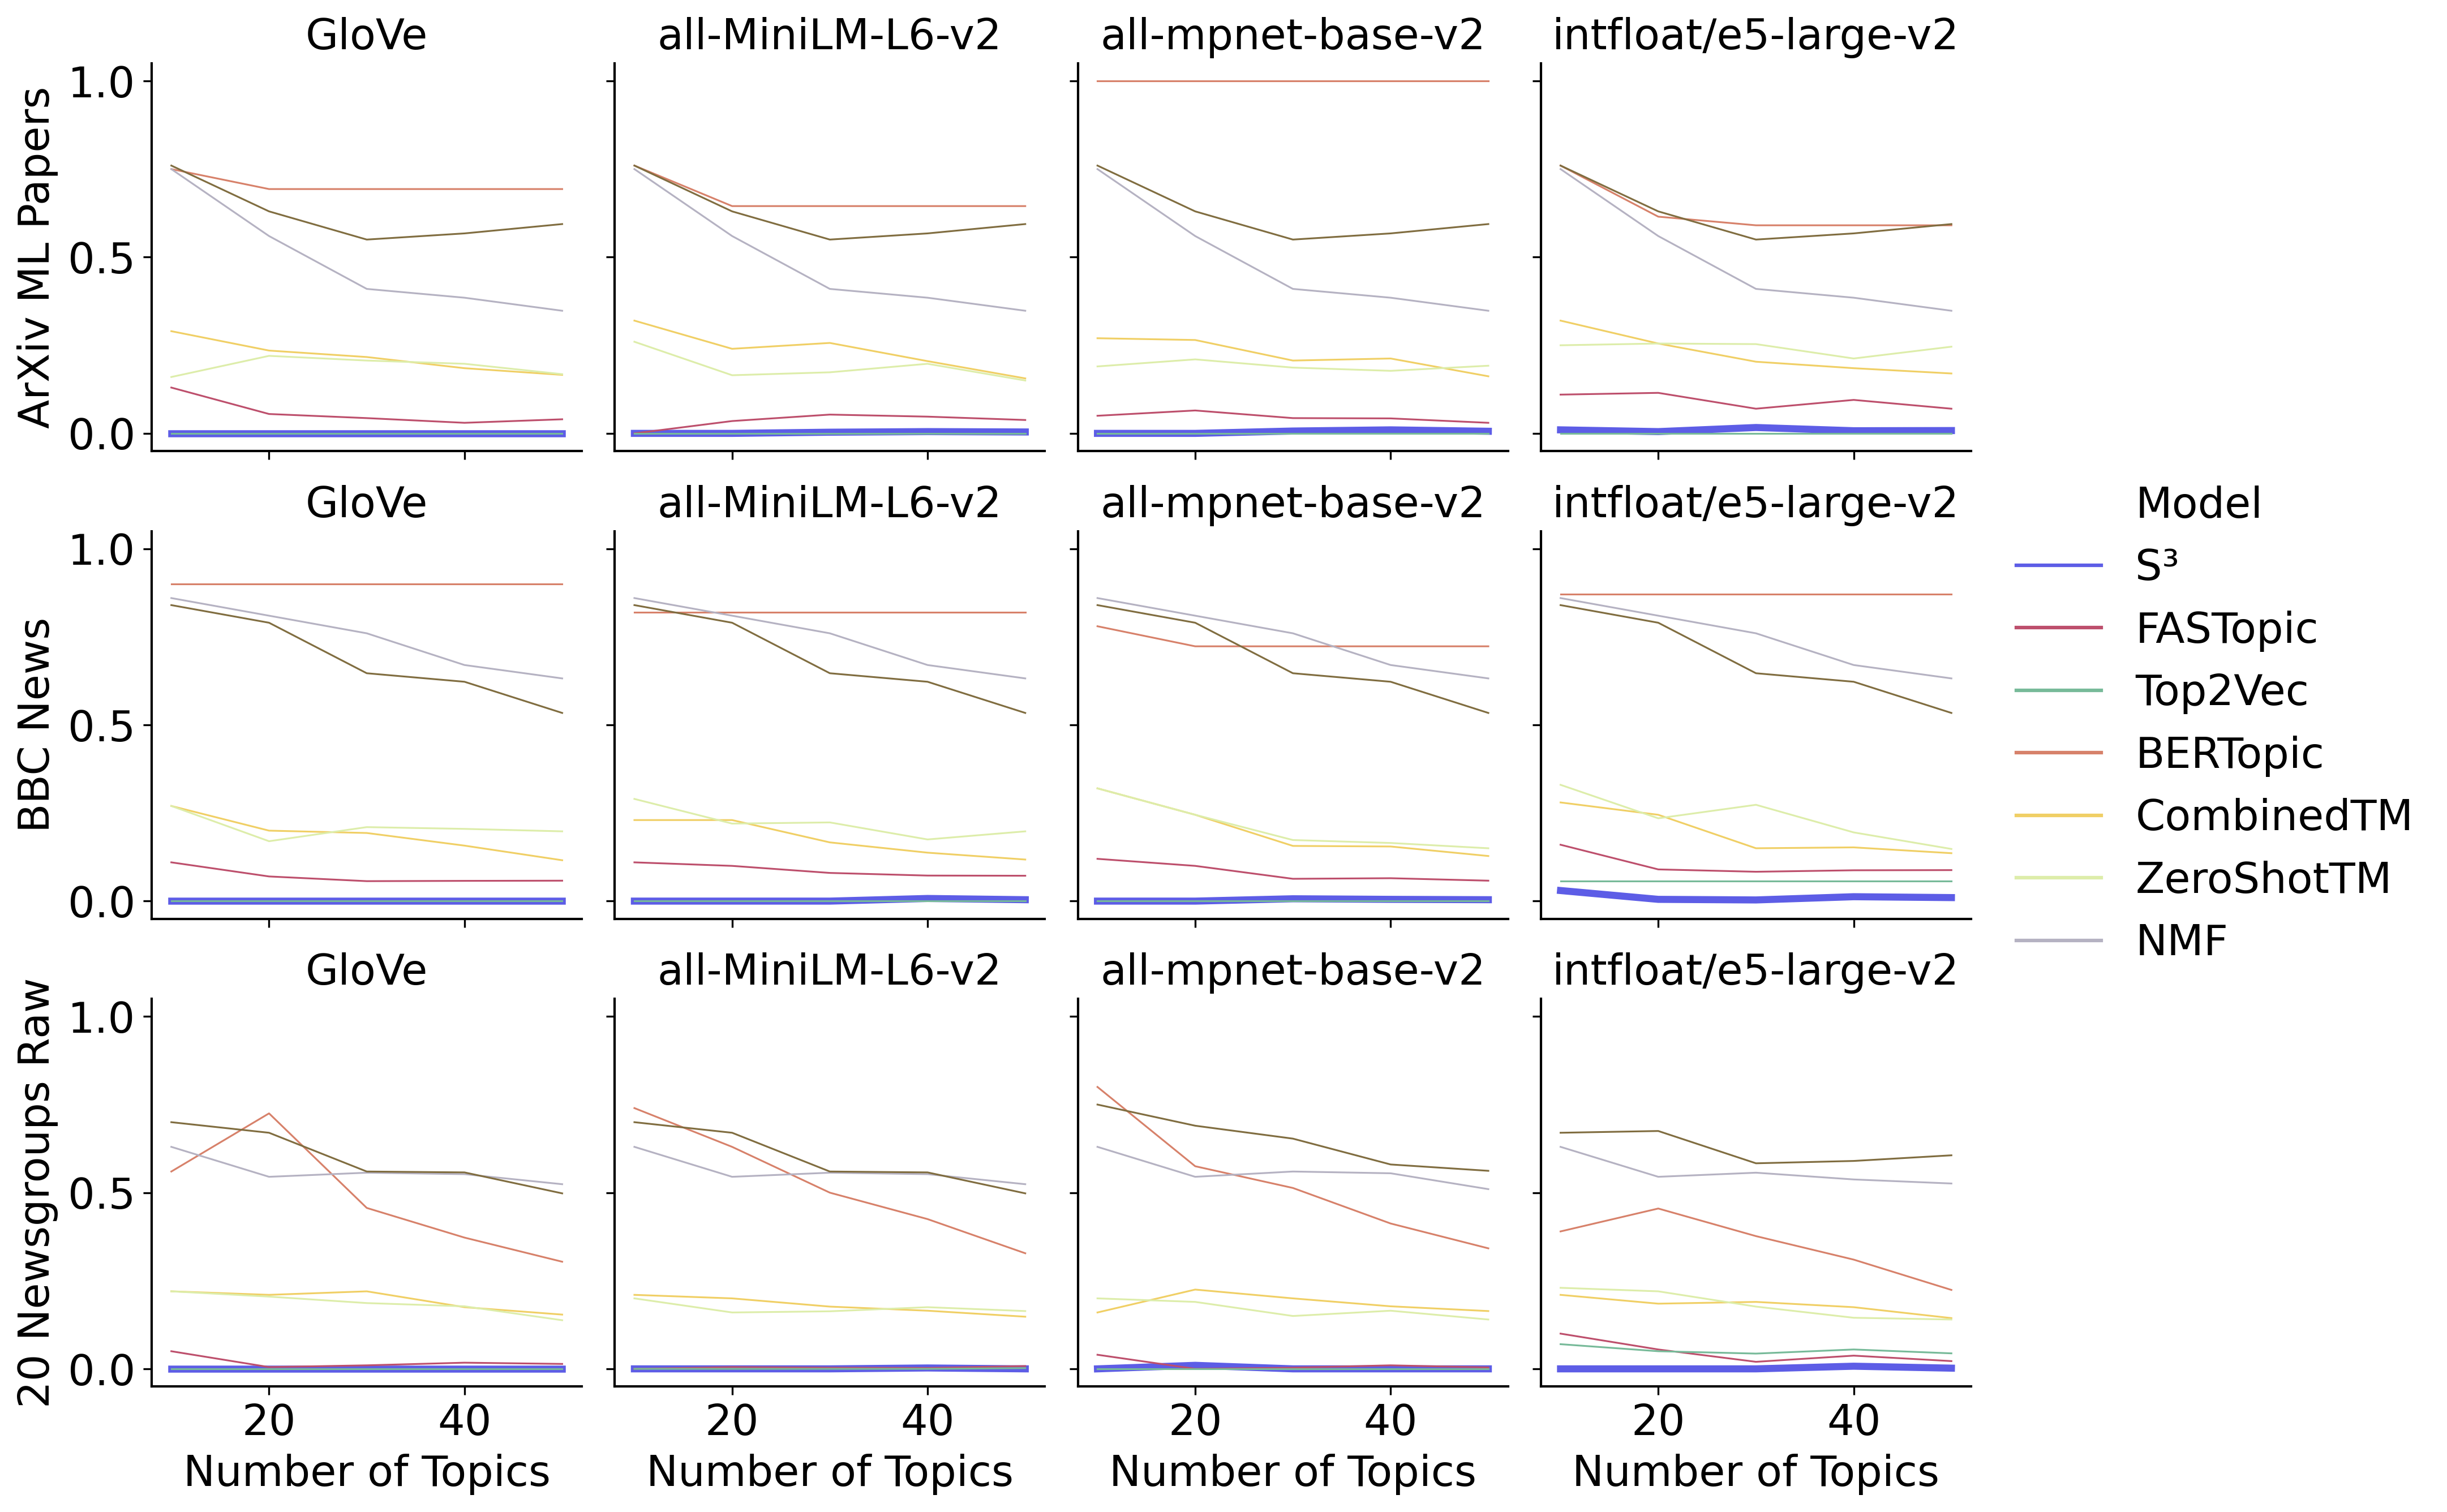 GloVe
all-MiniLM-L6-v2
all-mpnet-base-v2
intfloat/e5-large-v2
ArXiv ML Papers
1.0
0.5
0.0
GloVe
all-MiniLM-L6-v2
all-mpnet-base-v2
intfloat/e5-large-v2
BBC News
1.0
0.5
0.0
Model
S³
FASTopic
Top2Vec
BERTopic
CombinedTM
ZeroShotTM
NMF
GloVe
all-MiniLM-L6-v2
all-mpnet-base-v2
intfloat/e5-large-v2
20 Newsgroups Raw
1.0
0.5
0.0
20 40
20 40
20 40
20 40
Number of Topics
Number of Topics
Number of Topics
Number of Topics